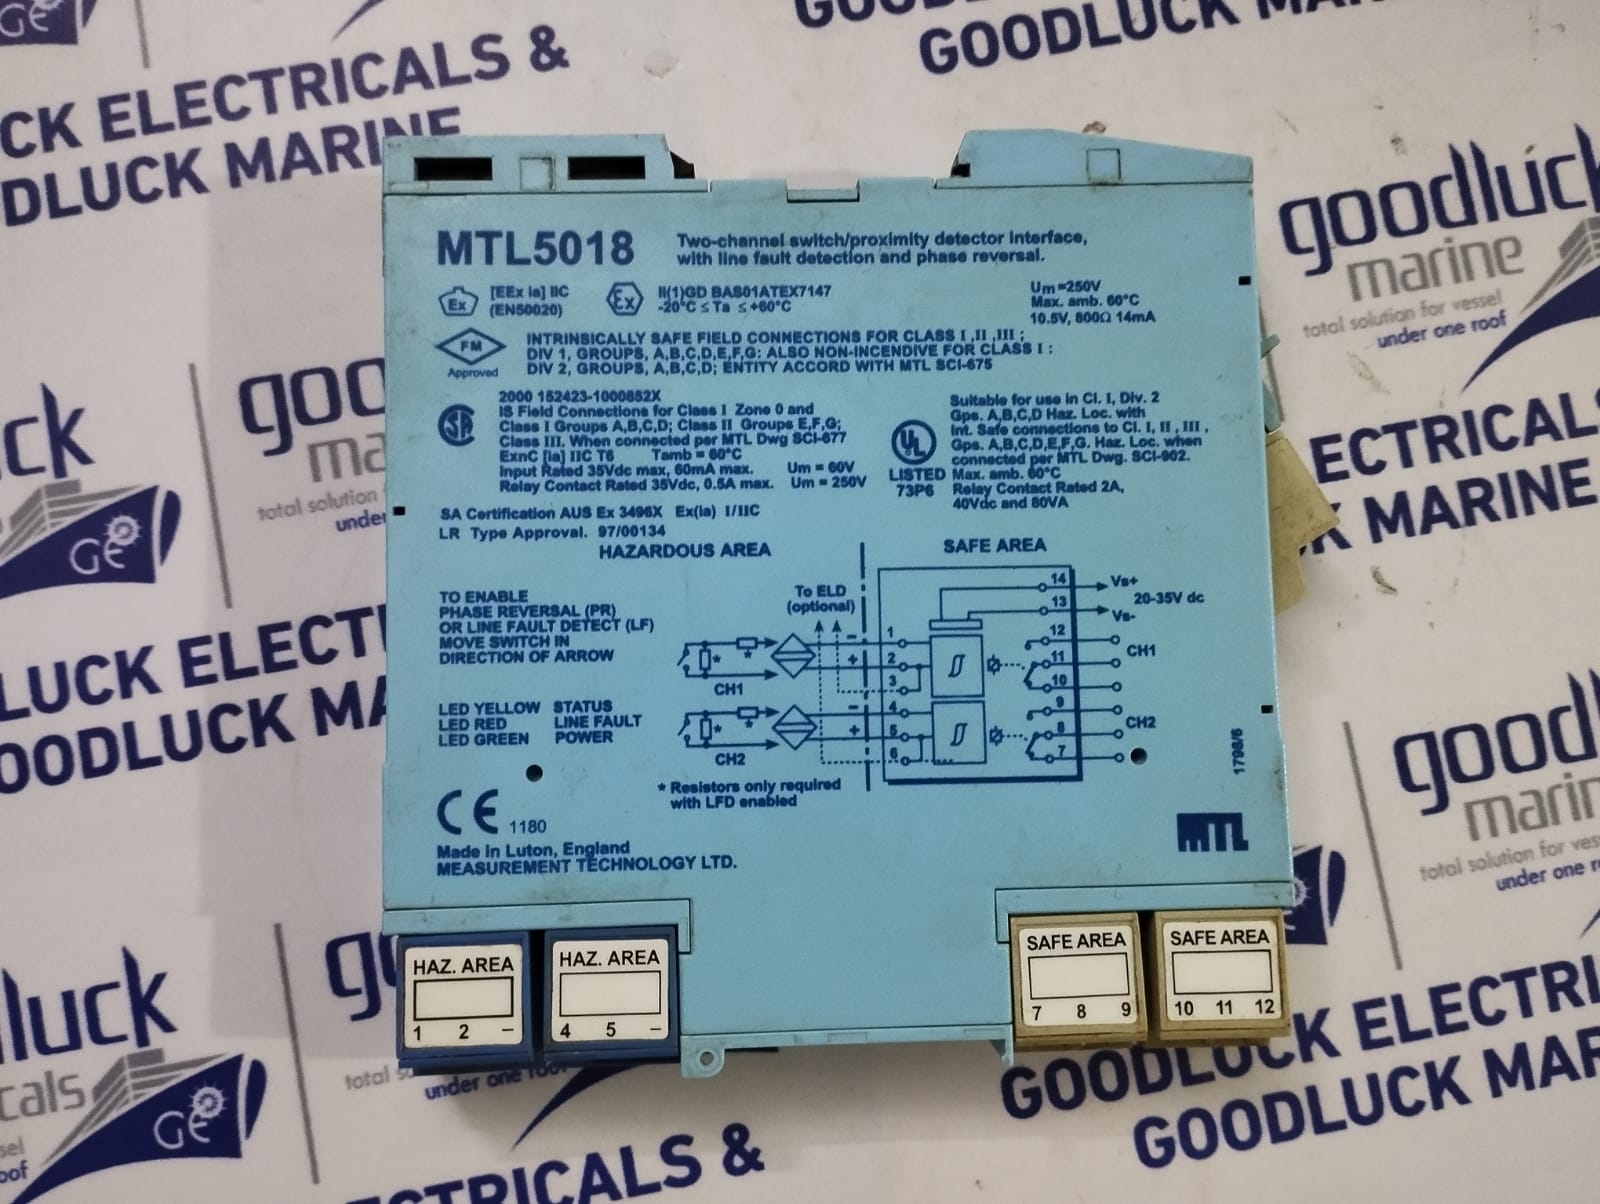 GE
CK ELECTRICALS &
DLUCK MARINE
GOODLUCK MARINE
goodluck
marine
total solution for vessel
under one roof
MTL5018
Two-channel switch/proximity detector interface,
with line fault detection and phase reversal.
Ex
[EEx ia] IIC
(EN50020)
Ex
II(1)GD BAS01ATEX7147
-20°C ≤ Ta ≤ +60°C
Um =250V
Max. amb. 60°C
10.5V, 800Ω 14mA
FM
Approved
INTRINSICALLY SAFE FIELD CONNECTIONS FOR CLASS I ,II ,III ;
DIV 1, GROUPS, A,B,C,D,E,F,G: ALSO NON-INCENDIVE FOR CLASS I :
DIV 2, GROUPS, A,B,C,D; ENTITY ACCORD WITH MTL SCI-675
SA
2000 152423-1000852X
IS Field Connections for Class I Zone 0 and
Class I Groups A,B,C,D; Class II Groups E,F,G;
Class III, When connected per MTL Dwg SCI-677
ExnC [ia] IIC T6 Tamb = 60°C
Input Rated 35Vdc max, 60mA max. Um = 60V
Relay Contact Rated 35Vdc, 0.5A max. Um = 250V
UL
LISTED
73P6
Suitable for use in Cl. I, Div. 2
Gps. A,B,C,D Haz. Loc. with
Int. Safe connections to Cl. I, II , III ,
Gps. A,B,C,D,E,F,G. Haz. Loc. when
connected per MTL Dwg. SCI-902.
Max. amb. 60°C
Relay Contact Rated 2A,
40Vdc and 80VA
SA Certification AUS Ex 3496X Ex(ia) I/IIC
LR Type Approval. 97/00134
HAZARDOUS AREA
SAFE AREA
TO ENABLE
PHASE REVERSAL (PR)
OR LINE FAULT DETECT (LF)
MOVE SWITCH IN
DIRECTION OF ARROW
LED YELLOW STATUS
LED RED LINE FAULT
LED GREEN POWER
To ELD
(optional)
*
*
CH1
*
*
CH2
* Resistors only required
with LFD enabled
−
+
−
+
1
2
3
4
5
6
14
13
12
11
10
9
8
7
Vs+
20-35V dc
Vs-
CH1
CH2
1798/6
CE 1180
Made in Luton, England
MEASUREMENT TECHNOLOGY LTD.
MTL
HAZ. AREA
1 2 –
HAZ. AREA
4 5 –
SAFE AREA
7 8 9
SAFE AREA
10 11 12
goo
ma
total solution
under
GE
ECTRICALS
MARINE
LUCK ELECTRI
OODLUCK MA
good
marin
total solution for ves
under one r
luck
cals
GE
under one roof
GOODLUCK ELECTRI
GOODLUCK MAR
CTRICALS &